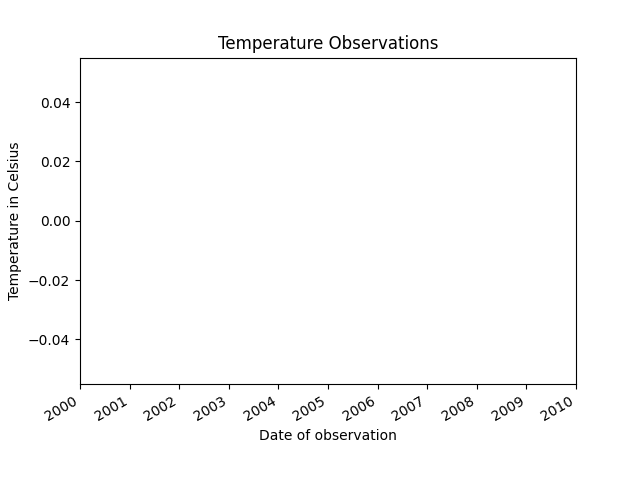 Temperature Observations
0.04
0.02
0.00
−0.02
−0.04
Temperature in Celsius
2000 2001 2002 2003 2004 2005 2006 2007 2008 2009 2010
Date of observation